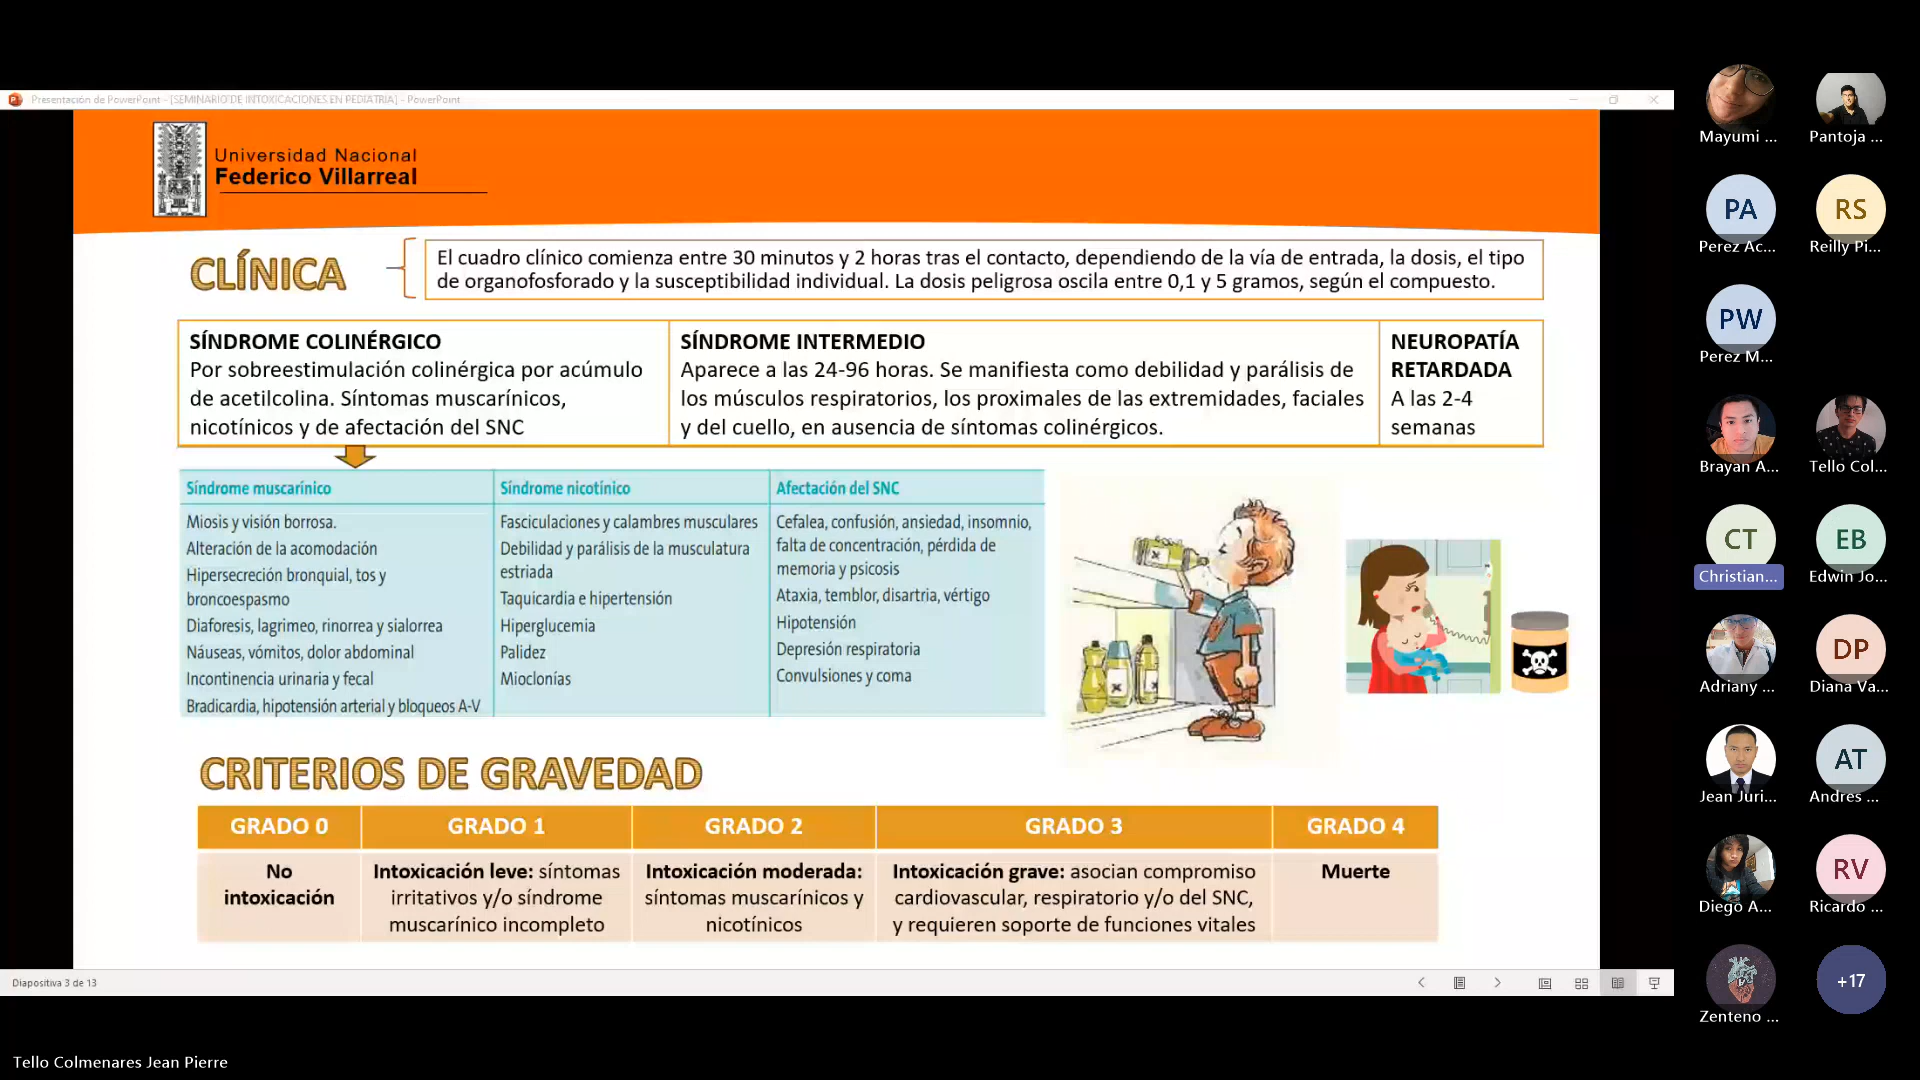 Presentación de PowerPoint - [SEMINARIO DE INTOXICACIONES EN PEDIATRIA] - PowerPoint
Universidad Nacional
Federico Villarreal
CLÍNICA
El cuadro clínico comienza entre 30 minutos y 2 horas tras el contacto, dependiendo de la vía de entrada, la dosis, el tipo
de organofosforado y la susceptibilidad individual. La dosis peligrosa oscila entre 0,1 y 5 gramos, según el compuesto.
SÍNDROME COLINÉRGICO
Por sobreestimulación colinérgica por acúmulo
de acetilcolina. Síntomas muscarínicos,
nicotínicos y de afectación del SNC
SÍNDROME INTERMEDIO
Aparece a las 24-96 horas. Se manifiesta como debilidad y parálisis de
los músculos respiratorios, los proximales de las extremidades, faciales
y del cuello, en ausencia de síntomas colinérgicos.
NEUROPATÍA
RETARDADA
A las 2-4
semanas
Síndrome muscarínico
Miosis y visión borrosa.
Alteración de la acomodación
Hipersecreción bronquial, tos y
broncoespasmo
Diaforesis, lagrimeo, rinorrea y sialorrea
Náuseas, vómitos, dolor abdominal
Incontinencia urinaria y fecal
Bradicardia, hipotensión arterial y bloqueos A-V
Síndrome nicotínico
Fasciculaciones y calambres musculares
Debilidad y parálisis de la musculatura
estriada
Taquicardia e hipertensión
Hiperglucemia
Palidez
Mioclonías
Afectación del SNC
Cefalea, confusión, ansiedad, insomnio,
falta de concentración, pérdida de
memoria y psicosis
Ataxia, temblor, disartria, vértigo
Hipotensión
Depresión respiratoria
Convulsiones y coma
CRITERIOS DE GRAVEDAD
GRADO 0
No
intoxicación
GRADO 1
Intoxicación leve: síntomas
irritativos y/o síndrome
muscarínico incompleto
GRADO 2
Intoxicación moderada:
síntomas muscarínicos y
nicotínicos
GRADO 3
Intoxicación grave: asocian compromiso
cardiovascular, respiratorio y/o del SNC,
y requieren soporte de funciones vitales
GRADO 4
Muerte
Diapositiva 3 de 13
Tello Colmenares Jean Pierre
Mayumi ...
Pantoja ...
PA
Perez Ac...
RS
Reilly Pi...
PW
Perez M...
Brayan A...
Tello Col...
CT
Christian...
EB
Edwin Jo...
Adriany ...
DP
Diana Va...
Jean Juri...
AT
Andres ...
Diego A...
RV
Ricardo ...
Zenteno ...
+17